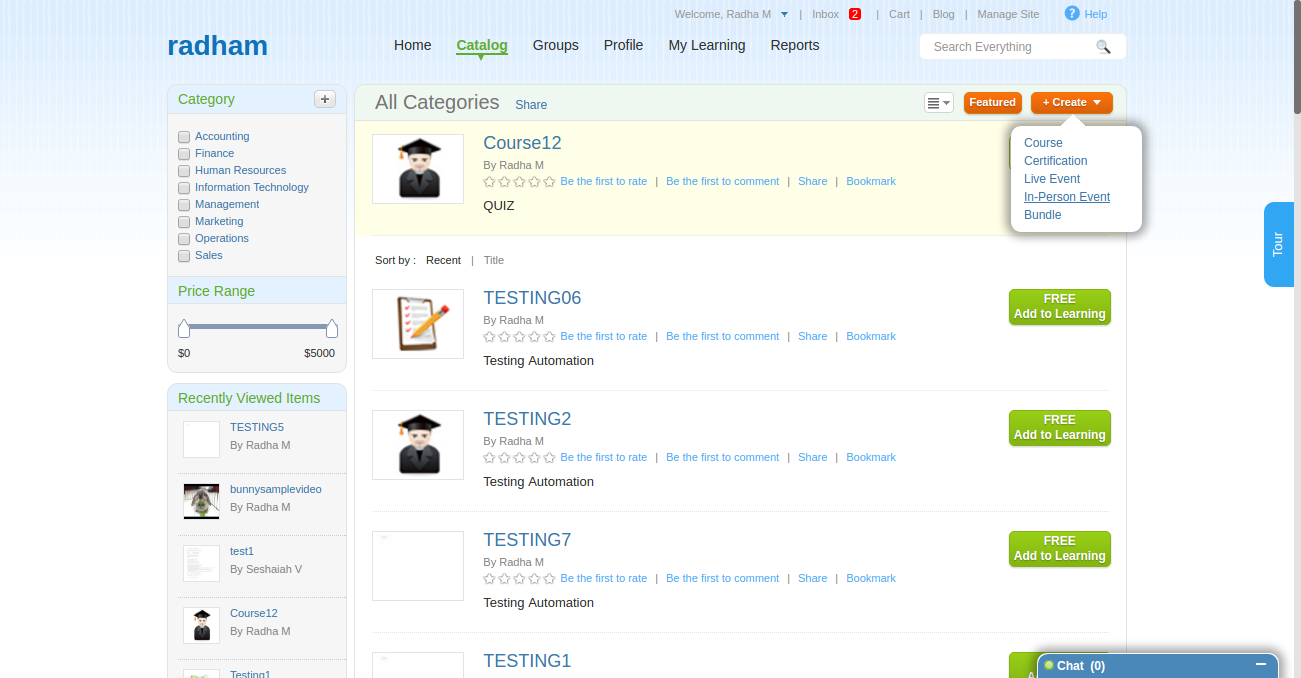 Welcome, Radha M | Inbox 2 | Cart | Blog | Manage Site ? Help
radham
Home Catalog Groups Profile My Learning Reports
Search Everything
Category +
Accounting
Finance
Human Resources
Information Technology
Management
Marketing
Operations
Sales
Price Range
$0 $5000
Recently Viewed Items
TESTING5
By Radha M
bunnysamplevideo
By Radha M
test1
By Seshaiah V
Course12
By Radha M
Testing1
All Categories Share
Featured + Create
Course
Certification
Live Event
In-Person Event
Bundle
Course12
By Radha M
Be the first to rate | Be the first to comment | Share | Bookmark
QUIZ
Sort by : Recent | Title
TESTING06
By Radha M
Be the first to rate | Be the first to comment | Share | Bookmark
Testing Automation
FREE
Add to Learning
TESTING2
By Radha M
Be the first to rate | Be the first to comment | Share | Bookmark
Testing Automation
FREE
Add to Learning
TESTING7
By Radha M
Be the first to rate | Be the first to comment | Share | Bookmark
Testing Automation
FREE
Add to Learning
TESTING1
Tour
Chat (0)